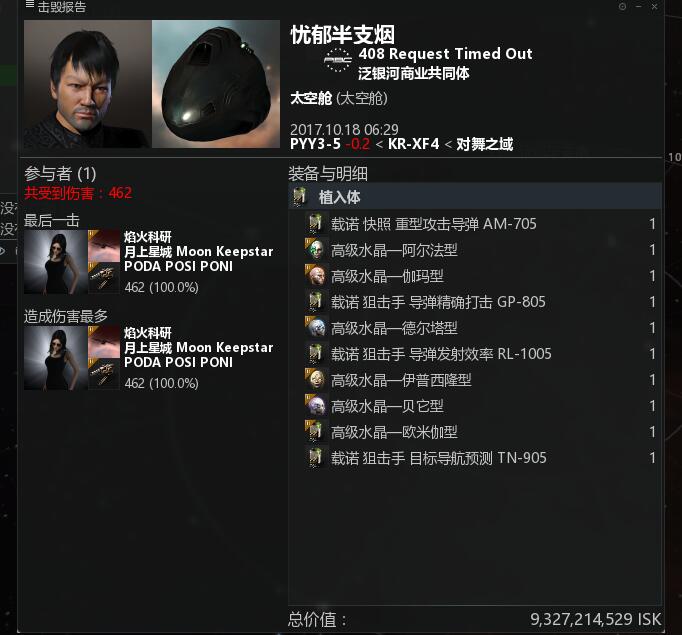 击毁报告
忧郁半支烟
PBC 408 Request Timed Out
泛银河商业共同体
太空舱 (太空舱)
2017.10.18 06:29
PYY3-5 -0.2 < KR-XF4 < 对舞之域
参与者 (1)
共受到伤害：462
最后一击
焰火科研
月上星城 Moon Keepstar
PODA POSI PONI
462 (100.0%)
造成伤害最多
焰火科研
月上星城 Moon Keepstar
PODA POSI PONI
462 (100.0%)
装备与明细
植入体
载诺 快照 重型攻击导弹 AM-705 1
高级水晶—阿尔法型 1
高级水晶—伽玛型 1
载诺 狙击手 导弹精确打击 GP-805 1
高级水晶—德尔塔型 1
载诺 狙击手 导弹发射效率 RL-1005 1
高级水晶—伊普西隆型 1
高级水晶—贝它型 1
高级水晶—欧米伽型 1
载诺 狙击手 目标导航预测 TN-905 1
总价值： 9,327,214,529 ISK
没
没
10